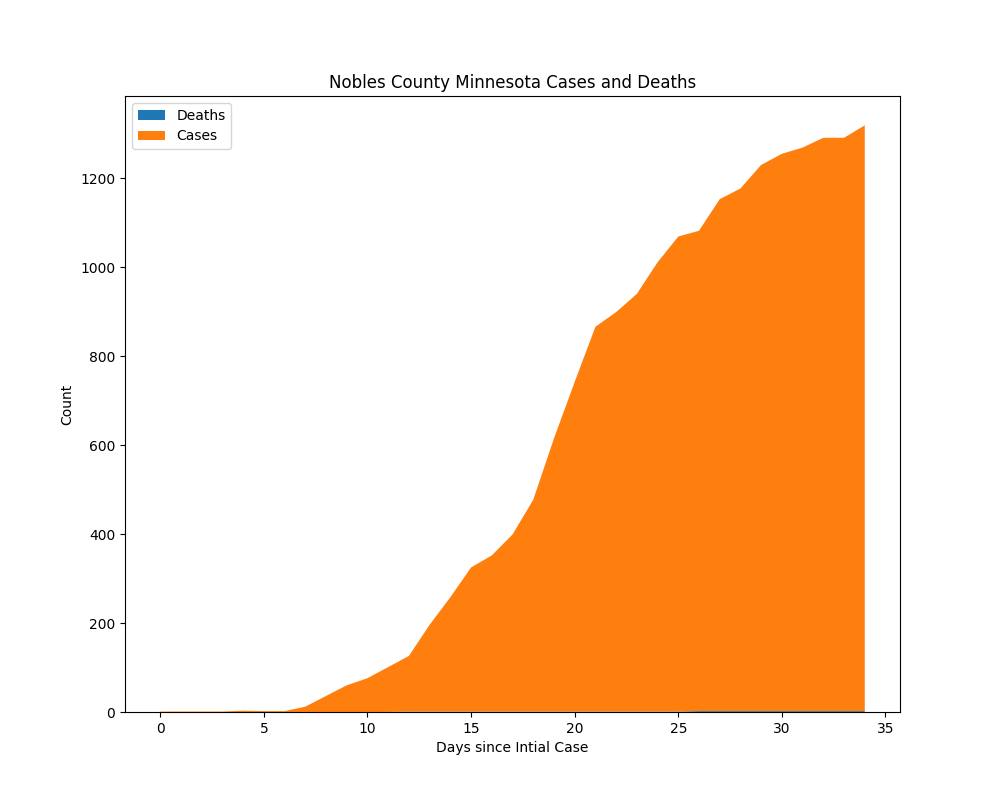 Nobles County Minnesota Cases and Deaths
Deaths
Cases
1200
1000
800
600
400
200
0
Count
0 5 10 15 20 25 30 35
Days since Intial Case